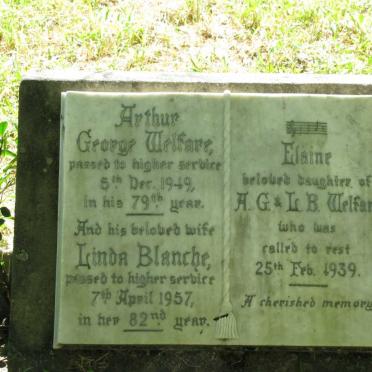 Arthur
George Welfare,
passed to higher service
5th Dec. 1949,
in his 79th year.
And his beloved wife
Linda Blanche,
passed to higher service
7th April 1957,
in her 82nd year.
Elaine
beloved daughter of
A. G. & L. B. Welfare
who was
called to rest
25th Feb. 1939.
A cherished memory